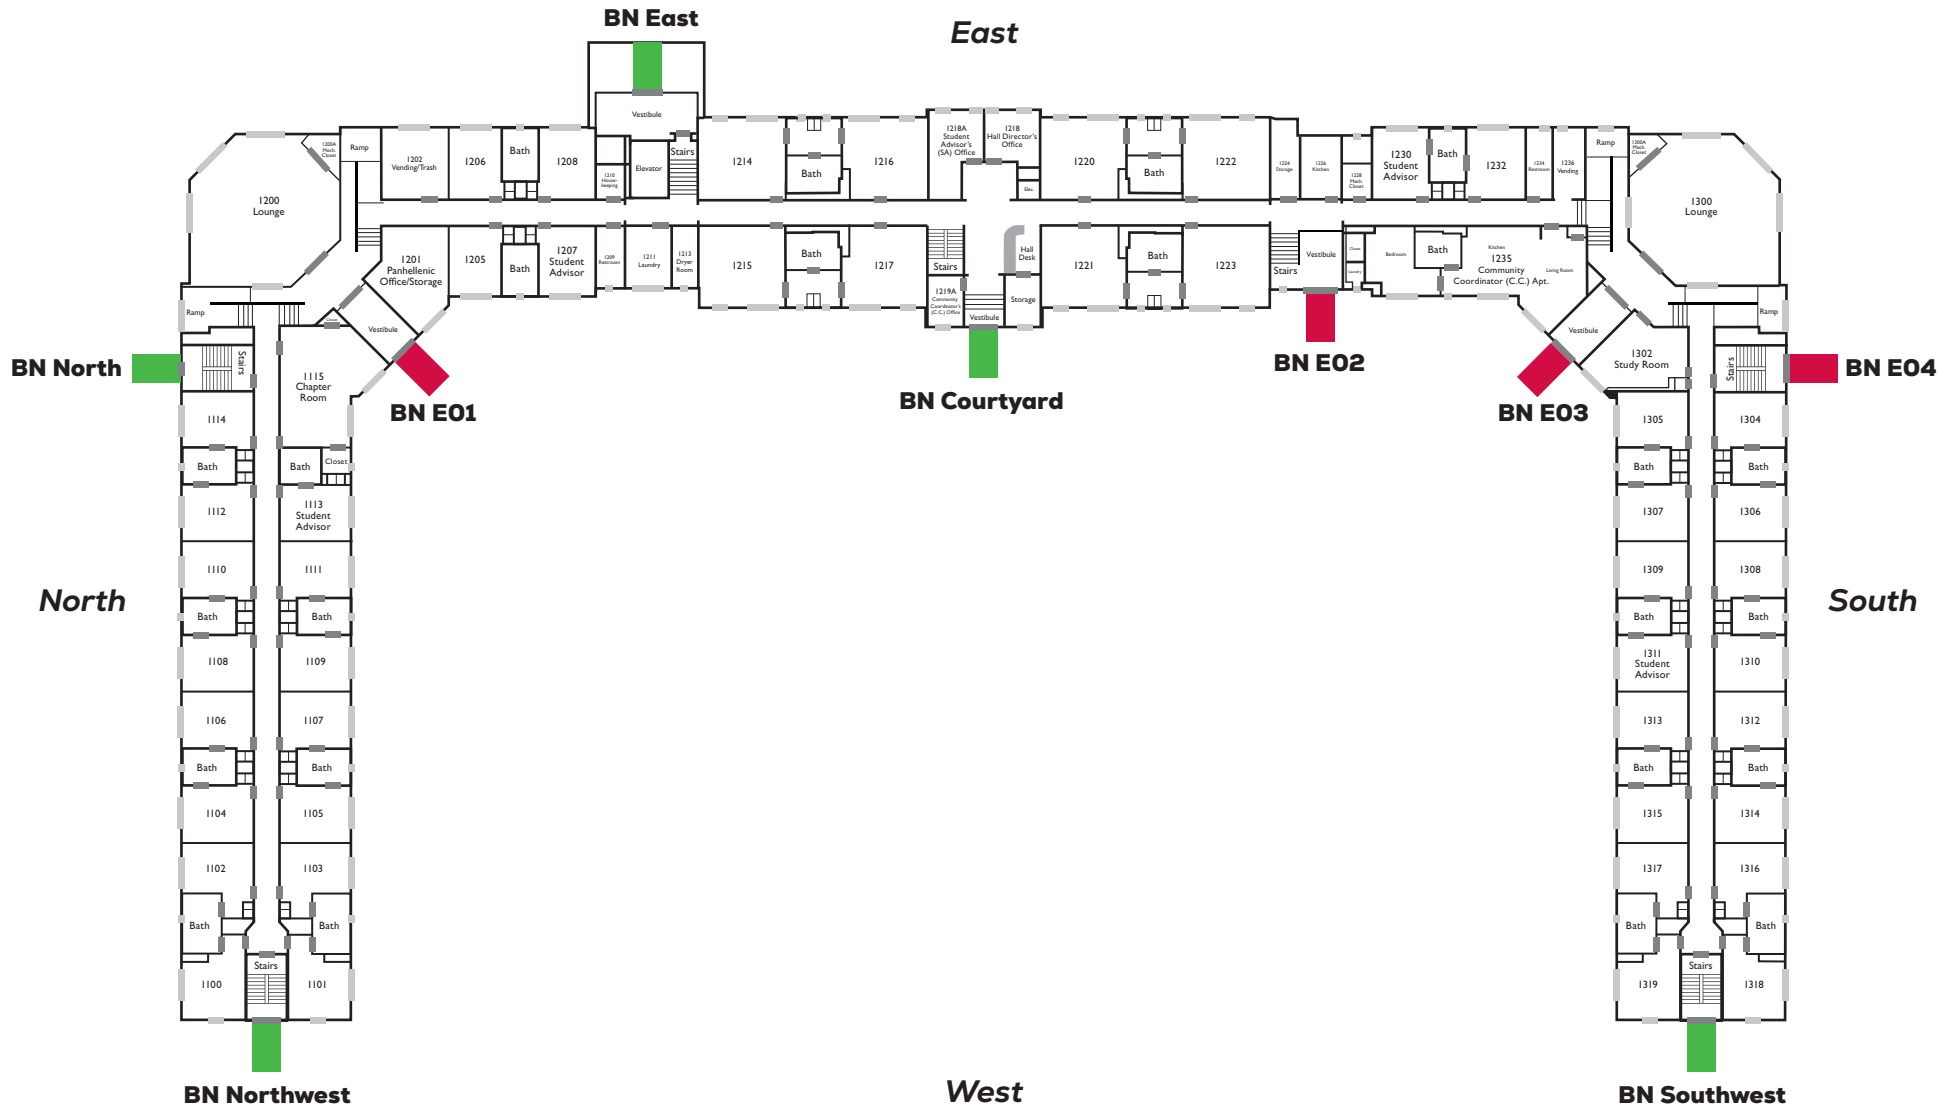 BN East
East
Vestibule
1200A
Mech.
Closet
Ramp
1202
Vending/Trash
1206
Bath
1208
1210
House-
keeping
Elevator
Stairs
1214
Bath
1216
1218A
Student
Advisor's
(SA) Office
1218
Hall Director's
Office
Elec.
1220
Bath
1222
1224
Storage
1226
Kitchen
1228
Mech.
Closet
1230
Student
Advisor
Bath
1232
1234
Restroom
1236
Vending
Ramp
1300A
Mech.
Closet
1200
Lounge
1300
Lounge
1201
Panhellenic
Office/Storage
1205
Bath
1207
Student
Advisor
1209
Restroom
1211
Laundry
1213
Dryer
Room
1215
Bath
1217
Stairs
1219A
Community
Coordinator's
(C.C.) Office
Vestibule
Hall
Desk
Storage
1221
Bath
1223
Stairs
Vestibule
Closet
Laundry
Bedroom
Bath
Kitchen
1235
Community
Coordinator (C.C.) Apt.
Living Room
Ramp
Closet
Vestibule
Vestibule
Ramp
BN North
Stairs
1115
Chapter
Room
BN E01
BN Courtyard
BN E02
BN E03
1302
Study Room
Stairs
BN E04
1114
Bath
Bath
Closet
1112
1113
Student
Advisor
1110
1111
Bath
Bath
North
1108
1109
1106
1107
Bath
Bath
1104
1105
1102
1103
Bath
Bath
Stairs
1100
1101
BN Northwest
West
1305
1304
Bath
Bath
1307
1306
1309
1308
Bath
Bath
South
1311
Student
Advisor
1310
1313
1312
Bath
Bath
1315
1314
1317
1316
Bath
Bath
Stairs
1319
1318
BN Southwest